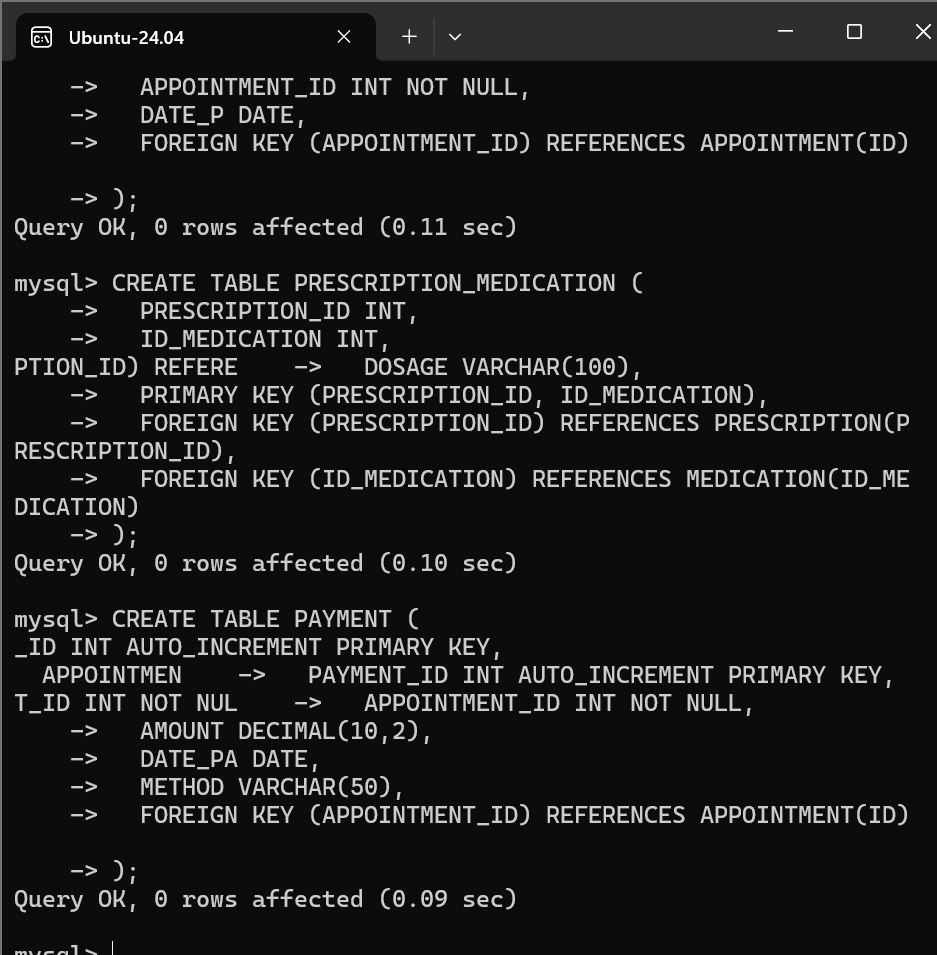 Ubuntu-24.04
    ->   APPOINTMENT_ID INT NOT NULL,
    ->   DATE_P DATE,
    ->   FOREIGN KEY (APPOINTMENT_ID) REFERENCES APPOINTMENT(ID)
    -> );
Query OK, 0 rows affected (0.11 sec)
mysql> CREATE TABLE PRESCRIPTION_MEDICATION (
    ->   PRESCRIPTION_ID INT,
    ->   ID_MEDICATION INT,
PTION_ID) REFERE    ->   DOSAGE VARCHAR(100),
    ->   PRIMARY KEY (PRESCRIPTION_ID, ID_MEDICATION),
    ->   FOREIGN KEY (PRESCRIPTION_ID) REFERENCES PRESCRIPTION(P
RESCRIPTION_ID),
    ->   FOREIGN KEY (ID_MEDICATION) REFERENCES MEDICATION(ID_ME
DICATION)
    -> );
Query OK, 0 rows affected (0.10 sec)
mysql> CREATE TABLE PAYMENT (
_ID INT AUTO_INCREMENT PRIMARY KEY,
  APPOINTMEN    ->   PAYMENT_ID INT AUTO_INCREMENT PRIMARY KEY,
T_ID INT NOT NUL    ->   APPOINTMENT_ID INT NOT NULL,
    ->   AMOUNT DECIMAL(10,2),
    ->   DATE_PA DATE,
    ->   METHOD VARCHAR(50),
    ->   FOREIGN KEY (APPOINTMENT_ID) REFERENCES APPOINTMENT(ID)
    -> );
Query OK, 0 rows affected (0.09 sec)
mysql>